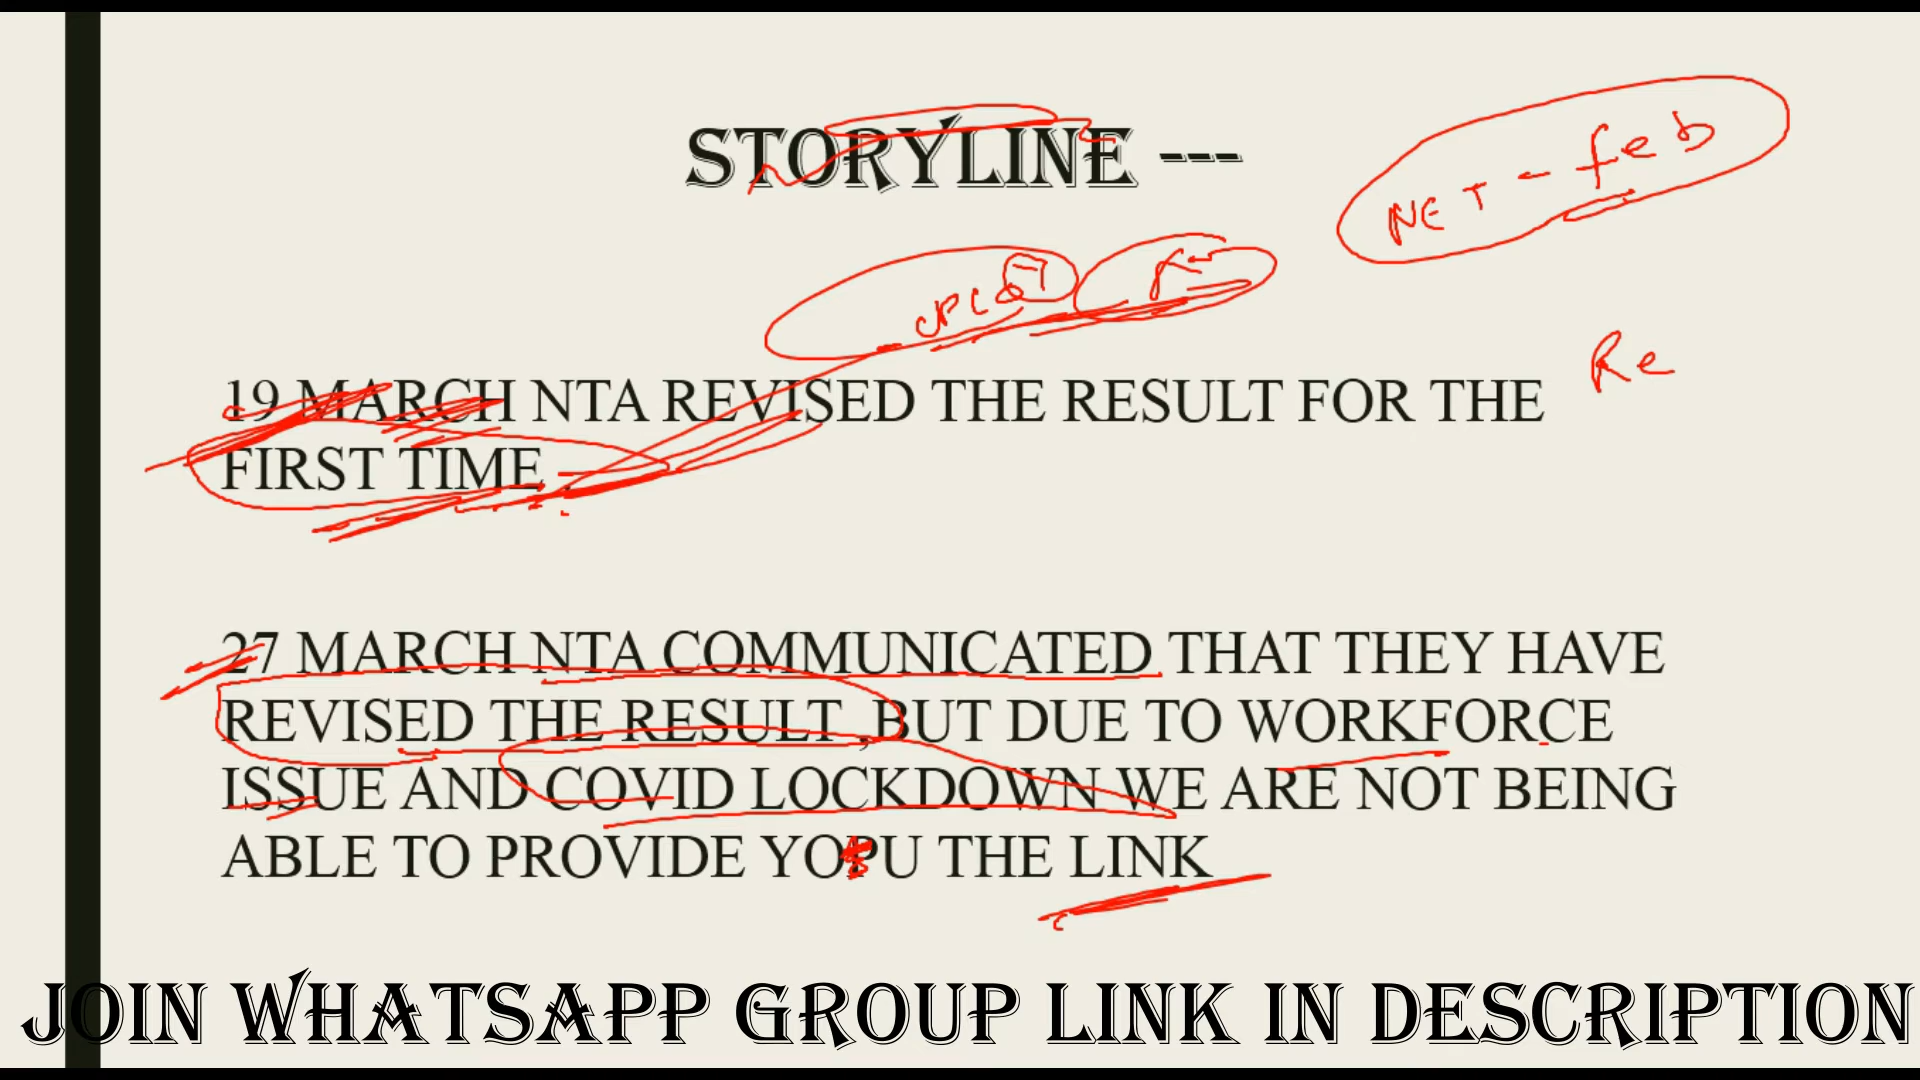 STORYLINE ---
NET - feb
Re
19 MARCH NTA REVISED THE RESULT FOR THE
FIRST TIME .
27 MARCH NTA COMMUNICATED THAT THEY HAVE
REVISED THE RESULT ,BUT DUE TO WORKFORCE
ISSUE AND COVID LOCKDOWN WE ARE NOT BEING
ABLE TO PROVIDE YOPU THE LINK
JOIN WHATSAPP GROUP LINK IN DESCRIPTION